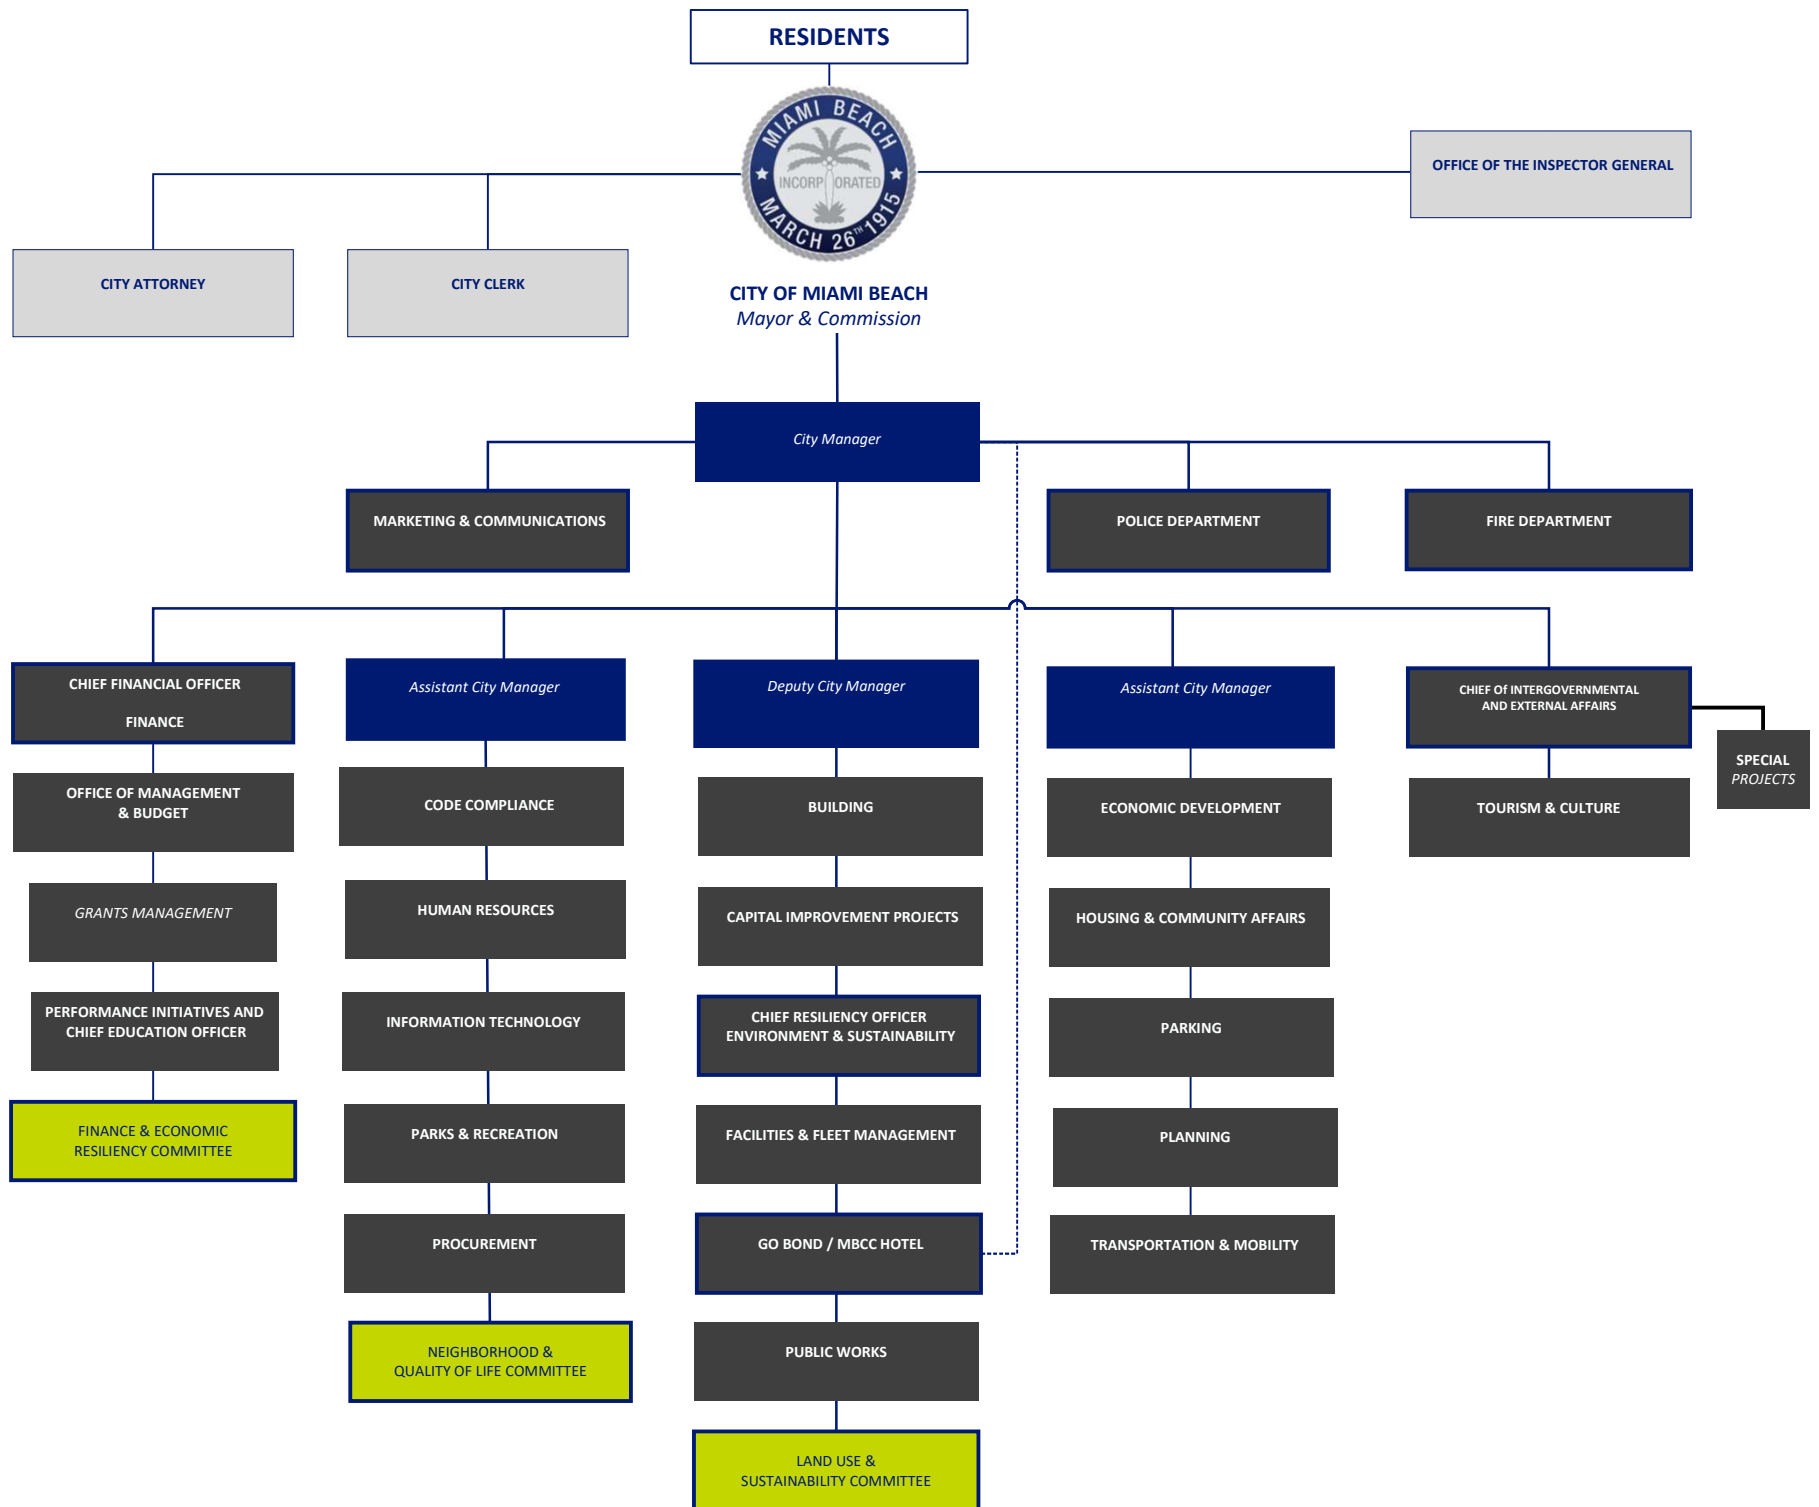 RESIDENTS
MIAMI BEACH
INCORPORATED
MARCH 26TH 1915
OFFICE OF THE INSPECTOR GENERAL
CITY ATTORNEY
CITY CLERK
CITY OF MIAMI BEACH
Mayor & Commission
City Manager
MARKETING & COMMUNICATIONS
POLICE DEPARTMENT
FIRE DEPARTMENT
CHIEF FINANCIAL OFFICER
FINANCE
Assistant City Manager
Deputy City Manager
Assistant City Manager
CHIEF Of INTERGOVERNMENTAL
AND EXTERNAL AFFAIRS
SPECIAL
PROJECTS
OFFICE OF MANAGEMENT
& BUDGET
CODE COMPLIANCE
BUILDING
ECONOMIC DEVELOPMENT
TOURISM & CULTURE
GRANTS MANAGEMENT
HUMAN RESOURCES
CAPITAL IMPROVEMENT PROJECTS
HOUSING & COMMUNITY AFFAIRS
PERFORMANCE INITIATIVES AND
CHIEF EDUCATION OFFICER
INFORMATION TECHNOLOGY
CHIEF RESILIENCY OFFICER
ENVIRONMENT & SUSTAINABILITY
PARKING
FINANCE & ECONOMIC
RESILIENCY COMMITTEE
PARKS & RECREATION
FACILITIES & FLEET MANAGEMENT
PLANNING
PROCUREMENT
GO BOND / MBCC HOTEL
TRANSPORTATION & MOBILITY
NEIGHBORHOOD &
QUALITY OF LIFE COMMITTEE
PUBLIC WORKS
LAND USE &
SUSTAINABILITY COMMITTEE